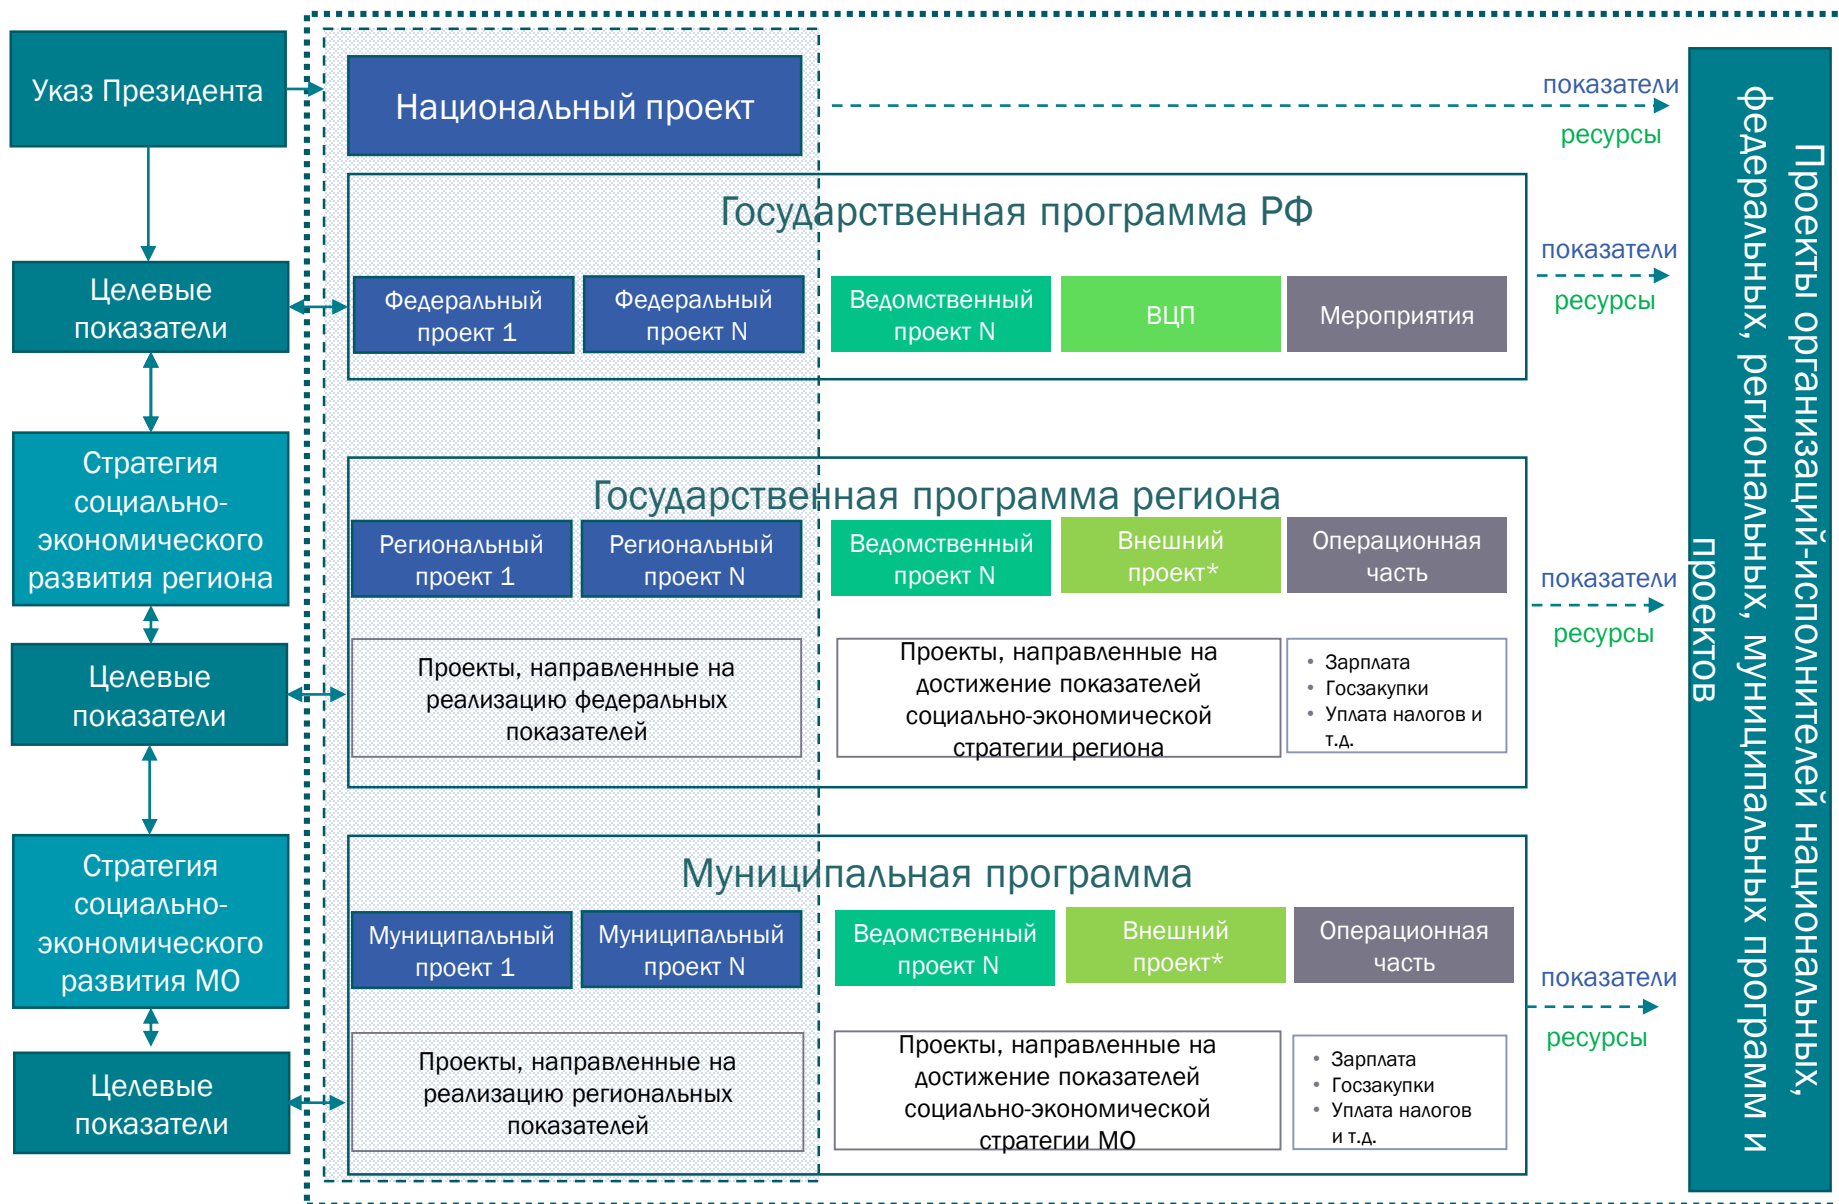 Указ Президента
Целевые
показатели
Стратегия
социально-
экономического
развития региона
Целевые
показатели
Стратегия
социально-
экономического
развития МО
Целевые
показатели
Национальный проект
показатели
ресурсы
Государственная программа РФ
Федеральный
проект 1
Федеральный
проект N
Ведомственный
проект N
ВЦП
Мероприятия
показатели
ресурсы
Государственная программа региона
Региональный
проект 1
Региональный
проект N
Ведомственный
проект N
Внешний
проект*
Операционная
часть
Проекты, направленные на
реализацию федеральных
показателей
Проекты, направленные на
достижение показателей
социально-экономической
стратегии региона
• Зарплата
• Госзакупки
• Уплата налогов и
т.д.
показатели
ресурсы
Муниципальная программа
Муниципальный
проект 1
Муниципальный
проект N
Ведомственный
проект N
Внешний
проект*
Операционная
часть
Проекты, направленные на
реализацию региональных
показателей
Проекты, направленные на
достижение показателей
социально-экономической
стратегии МО
• Зарплата
• Госзакупки
• Уплата налогов
и т.д.
показатели
ресурсы
Проекты организаций-исполнителей национальных,
федеральных, региональных, муниципальных программ и
проектов